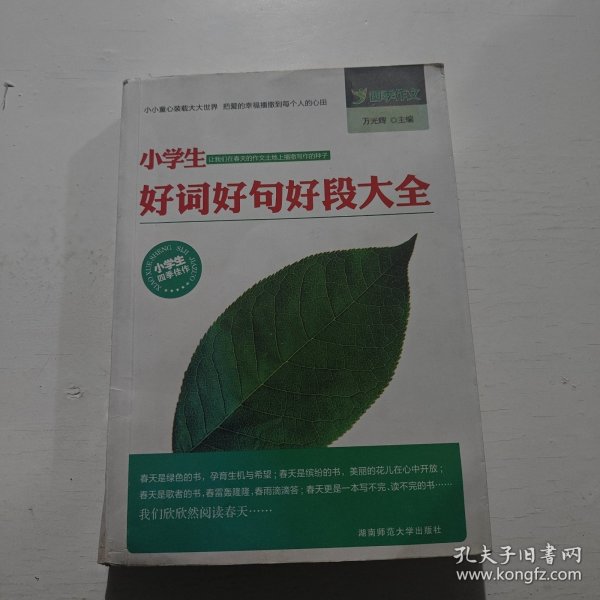 小小童心装载大大世界 把爱的幸福播撒到每个人的心田
四季作文
万光辉 ◎主编
小学生
让我们在春天的作文土地上播撒写作的种子
好词好句好段大全
XIAO XUE SHENG SI JI JIAZUO
小学生
四季佳作
春天是绿色的书，孕育生机与希望；春天是缤纷的书，美丽的花儿在心中开放；
春天是歌者的书，春雷轰隆隆，春雨滴滴答；春天更是一本写不完、读不完的书……
我们欣欣然阅读春天……
湖南师范大学出版社
孔夫子旧书网
www.kongfz.com